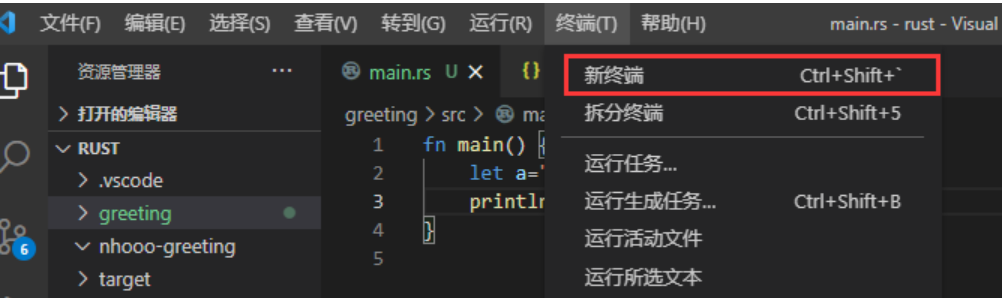 文件(F) 编辑(E) 选择(S) 查看(V) 转到(G) 运行(R) 终端(T) 帮助(H) main.rs - rust - Visual
资源管理器 ···
main.rs U
{}
打开的编辑器
RUST
.vscode
greeting
nhooo-greeting
target
6
greeting > src >
1 fn main() {
2 let a="
3
4 }
5
新终端 Ctrl+Shift+`
拆分终端 Ctrl+Shift+5
运行任务...
运行生成任务... Ctrl+Shift+B
运行活动文件
运行所选文本